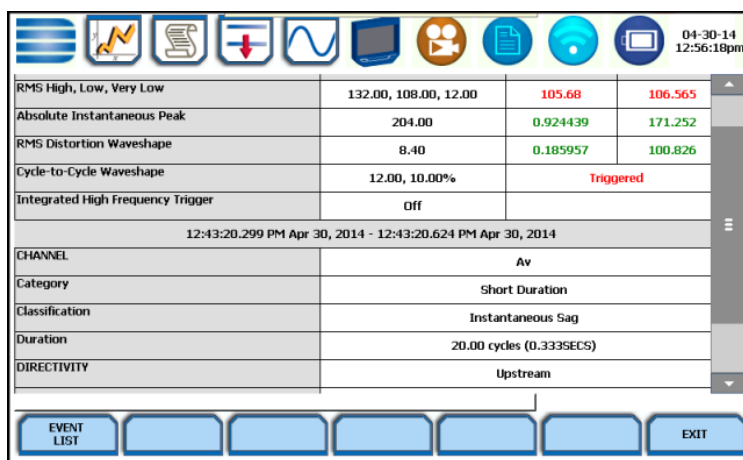 04-30-14
12:56:18pm
RMS High, Low, Very Low 132.00, 108.00, 12.00 105.68 106.565
Absolute Instantaneous Peak 204.00 0.924439 171.252
RMS Distortion Waveshape 8.40 0.185957 100.826
Cycle-to-Cycle Waveshape 12.00, 10.00% Triggered
Integrated High Frequency Trigger Off
12:43:20.299 PM Apr 30, 2014 - 12:43:20.624 PM Apr 30, 2014
CHANNEL Av
Category Short Duration
Classification Instantaneous Sag
Duration 20.00 cycles (0.333SECS)
DIRECTIVITY Upstream
EVENT
LIST
EXIT